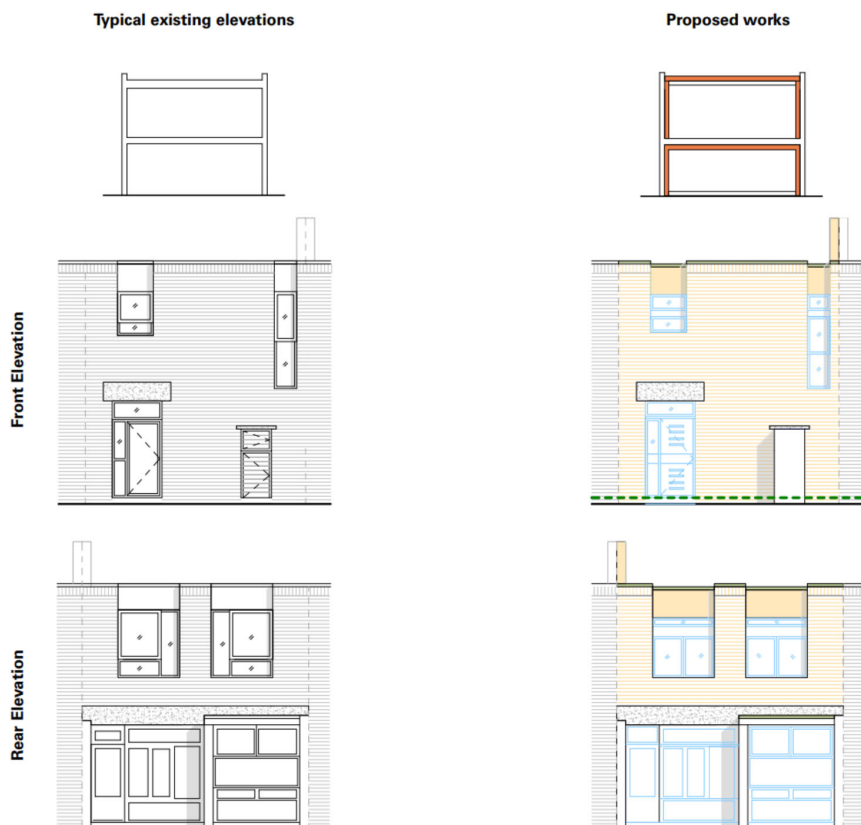 Typical existing elevations
Proposed works
Front Elevation
Rear Elevation